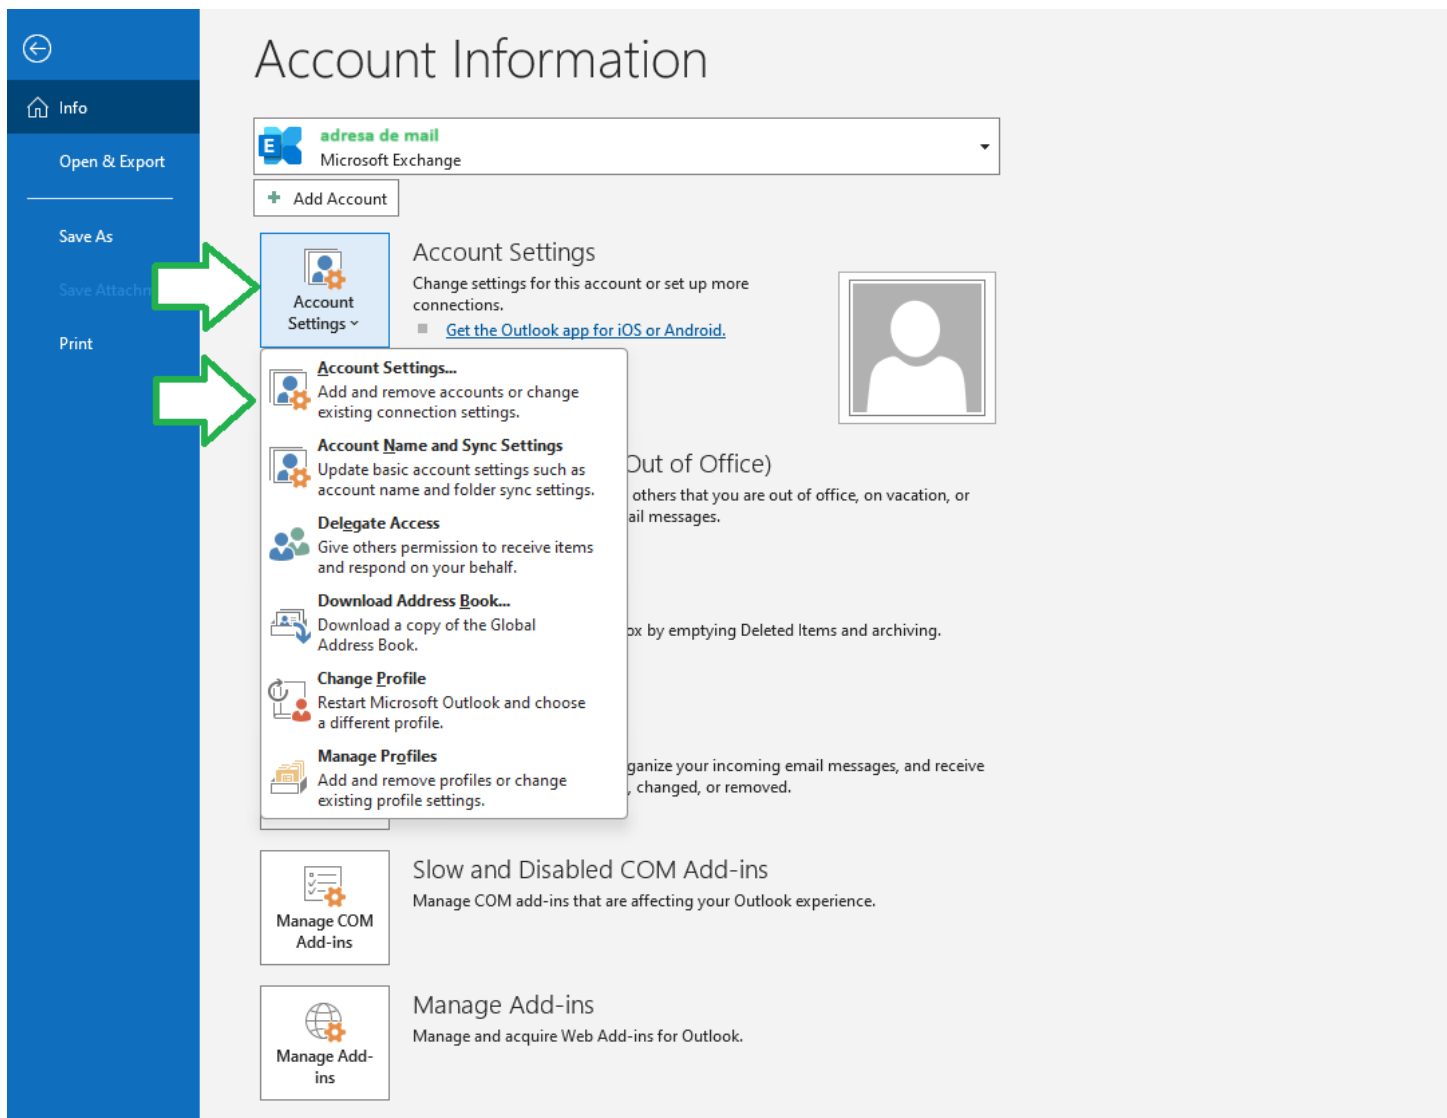 Account Information
Info
Open & Export
Save As
Save Attachm
Print
E
adresa de mail
Microsoft Exchange
Add Account
Account
Settings
Account Settings
Change settings for this account or set up more
connections.
Get the Outlook app for iOS or Android.
Account Settings...
Add and remove accounts or change
existing connection settings.
Account Name and Sync Settings
Update basic account settings such as
account name and folder sync settings.
Delegate Access
Give others permission to receive items
and respond on your behalf.
Download Address Book...
Download a copy of the Global
Address Book.
Change Profile
Restart Microsoft Outlook and choose
a different profile.
Manage Profiles
Add and remove profiles or change
existing profile settings.
Out of Office)
others that you are out of office, on vacation, or
ail messages.
ox by emptying Deleted Items and archiving.
ganize your incoming email messages, and receive
, changed, or removed.
Manage COM
Add-ins
Slow and Disabled COM Add-ins
Manage COM add-ins that are affecting your Outlook experience.
Manage Add-
ins
Manage Add-ins
Manage and acquire Web Add-ins for Outlook.